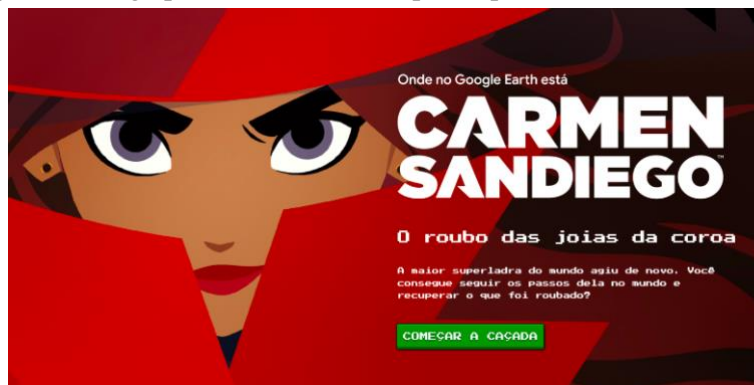 Onde no Google Earth está
CARMEN
SANDIEGO™
O roubo das joias da coroa
A maior superladra do mundo agiu de novo. Você
consegue seguir os passos dela no mundo e
recuperar o que foi roubado?
COMEÇAR A CAÇADA